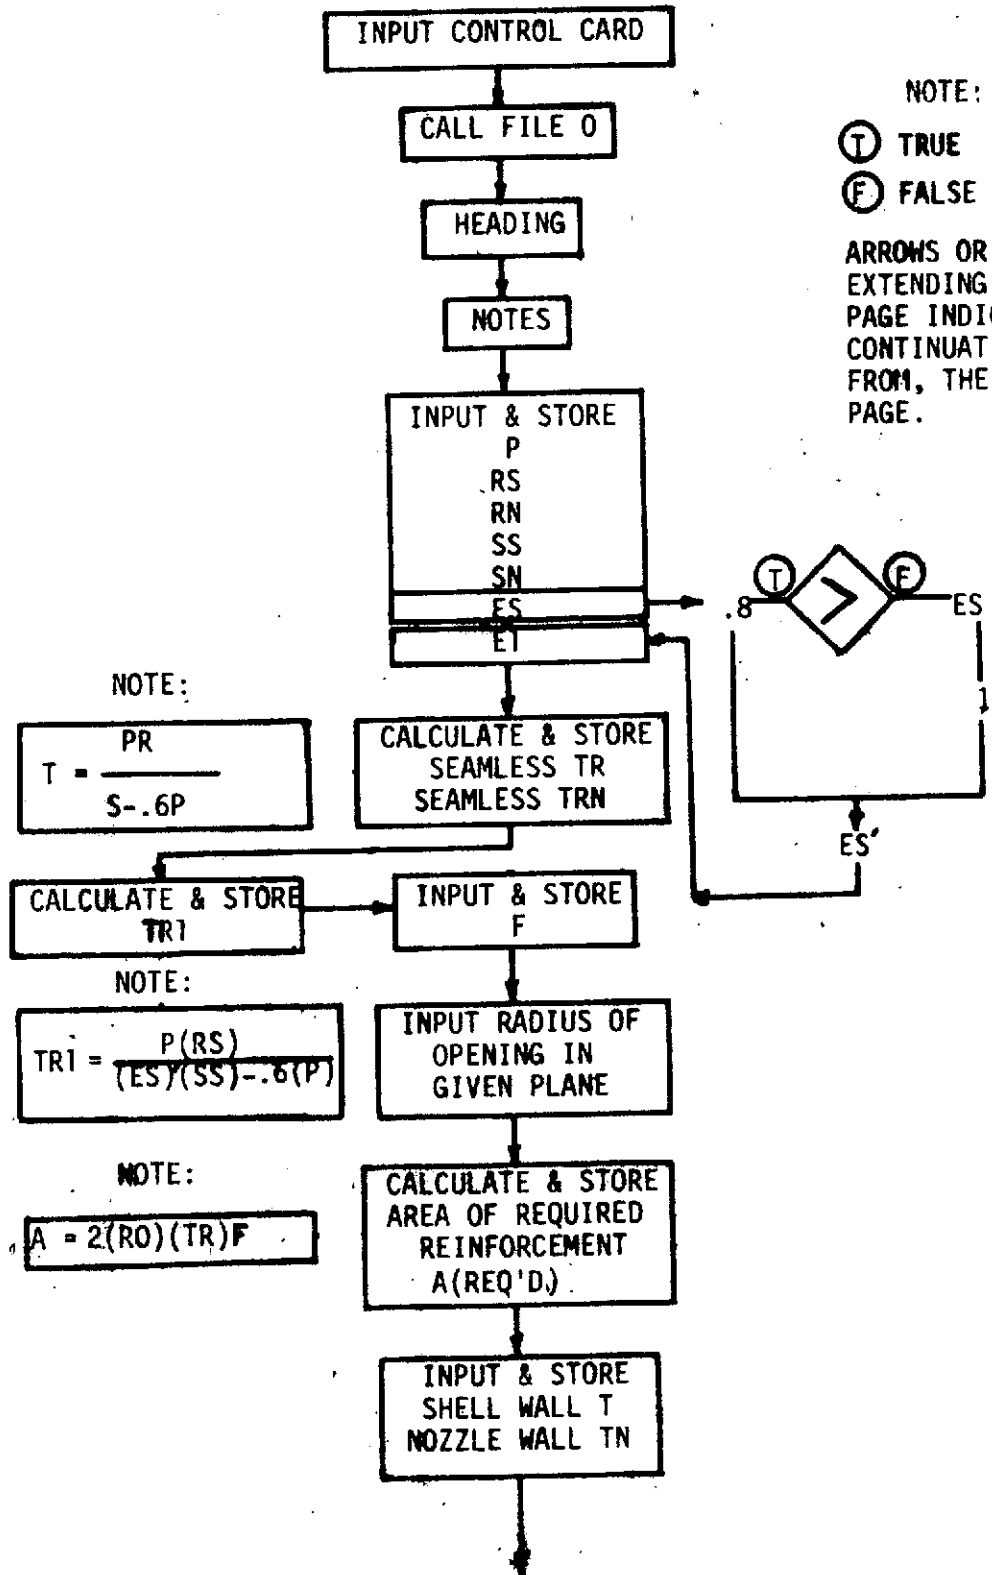 INPUT CONTROL CARD
CALL FILE 0
HEADING
NOTES
NOTE:
T TRUE
F FALSE
ARROWS OR
EXTENDING
PAGE INDI
CONTINUAT
FROM, THE
PAGE.
INPUT & STORE
P
RS
RN
SS
SN
ES
E1
T
>
F
.8
ES
1
ES'
NOTE:
PR
T =
S-.6P
CALCULATE & STORE
SEAMLESS TR
SEAMLESS TRN
CALCULATE & STORE
TR1
INPUT & STORE
F
NOTE:
P(RS)
TR1 =
(ES)(SS)-.6(P)
INPUT RADIUS OF
OPENING IN
GIVEN PLANE
NOTE:
A = 2(RO)(TR)F
CALCULATE & STORE
AREA OF REQUIRED
REINFORCEMENT
A(REQ'D.)
INPUT & STORE
SHELL WALL T
NOZZLE WALL TN